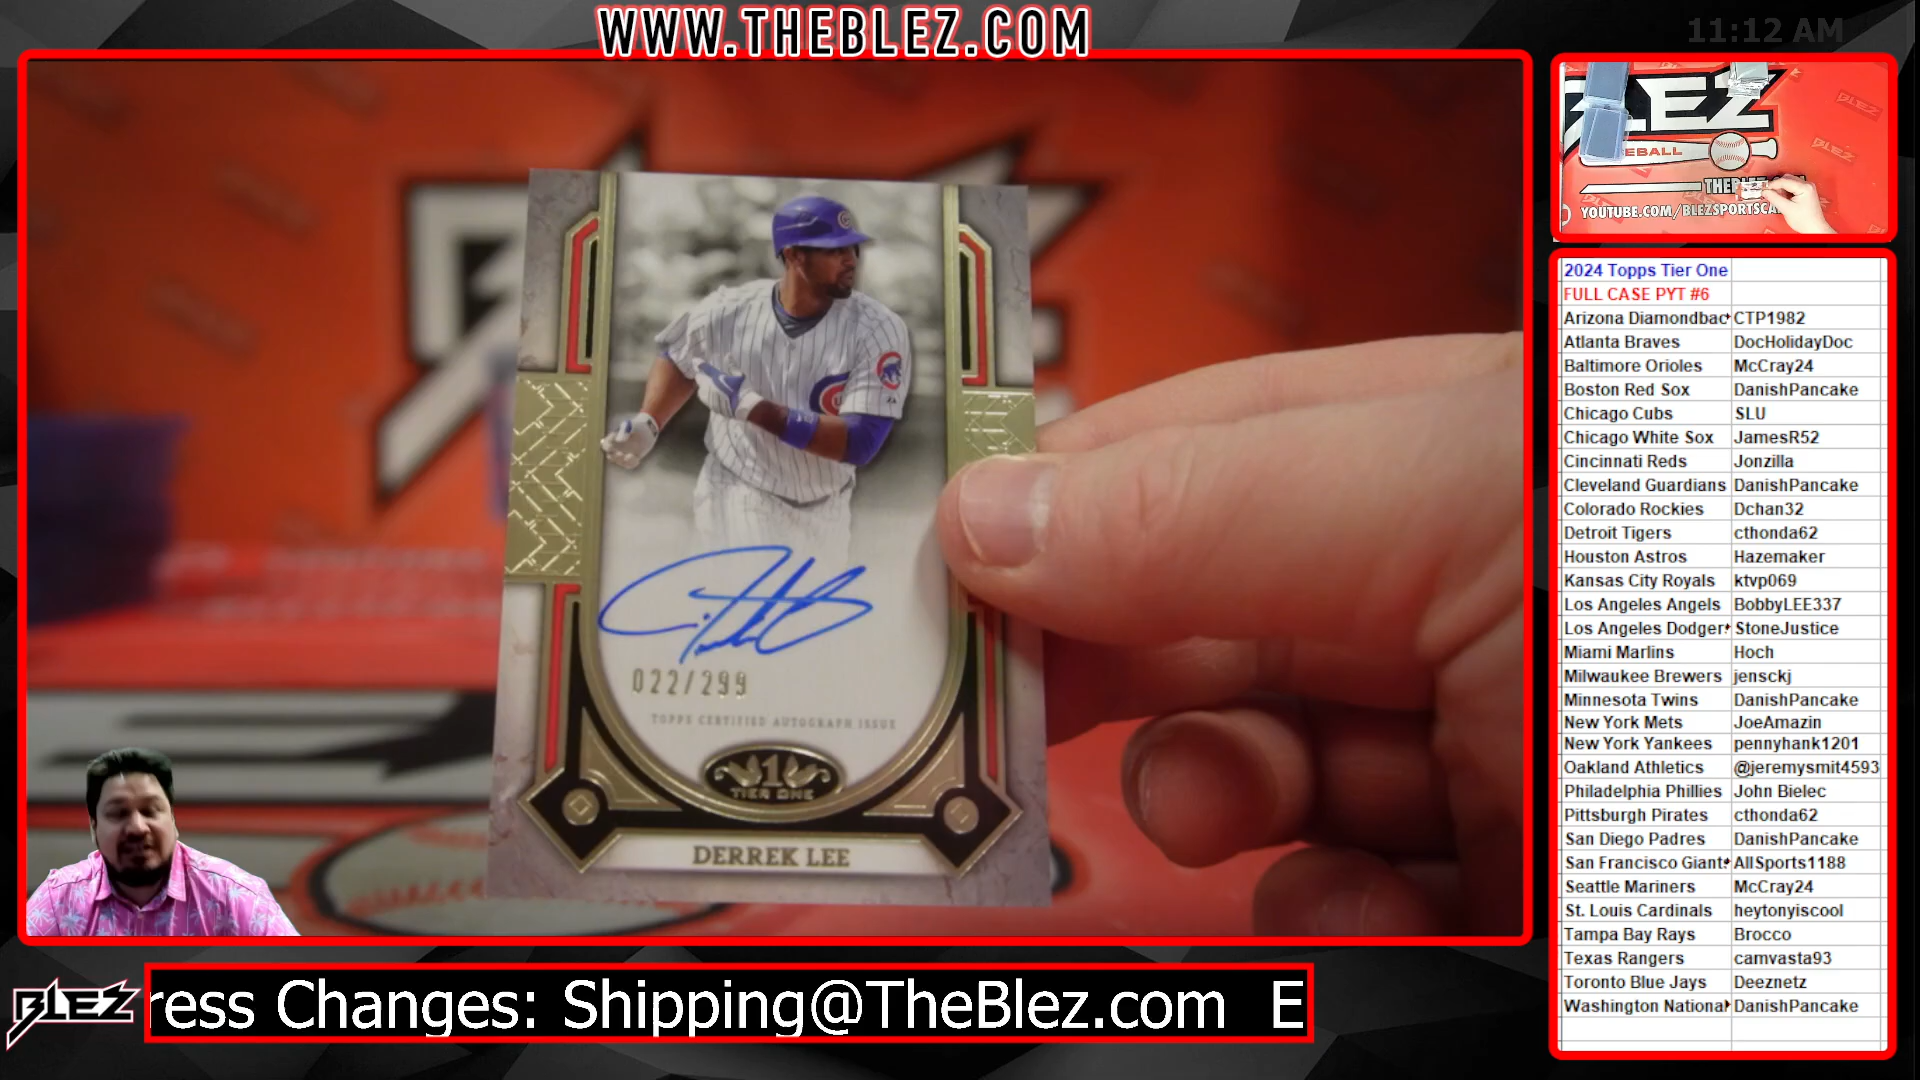 WWW.THEBLEZ.COM
11:12 AM
DERREK LEE
022/299
TOPPS CERTIFIED AUTOGRAPH ISSUE
1
TIER ONE
BLEZ
BASEBALL
YOUTUBE.COM/BLEZSPORTSCA
2024 Topps Tier One
FULL CASE PYT #6
Arizona Diamondbac CTP1982
Atlanta Braves DocHolidayDoc
Baltimore Orioles McCray24
Boston Red Sox DanishPancake
Chicago Cubs SLU
Chicago White Sox JamesR52
Cincinnati Reds Jonzilla
Cleveland Guardians DanishPancake
Colorado Rockies Dchan32
Detroit Tigers cthonda62
Houston Astros Hazemaker
Kansas City Royals ktvp069
Los Angeles Angels BobbyLEE337
Los Angeles Dodger StoneJustice
Miami Marlins Hoch
Milwaukee Brewers jensckj
Minnesota Twins DanishPancake
New York Mets JoeAmazin
New York Yankees pennyhank1201
Oakland Athletics @jeremysmit4593
Philadelphia Phillies John Bielec
Pittsburgh Pirates cthonda62
San Diego Padres DanishPancake
San Francisco Giant AllSports1188
Seattle Mariners McCray24
St. Louis Cardinals heytonyiscool
Tampa Bay Rays Brocco
Texas Rangers camvasta93
Toronto Blue Jays Deeznetz
Washington National DanishPancake
BLEZ
ress Changes: Shipping@TheBlez.com E